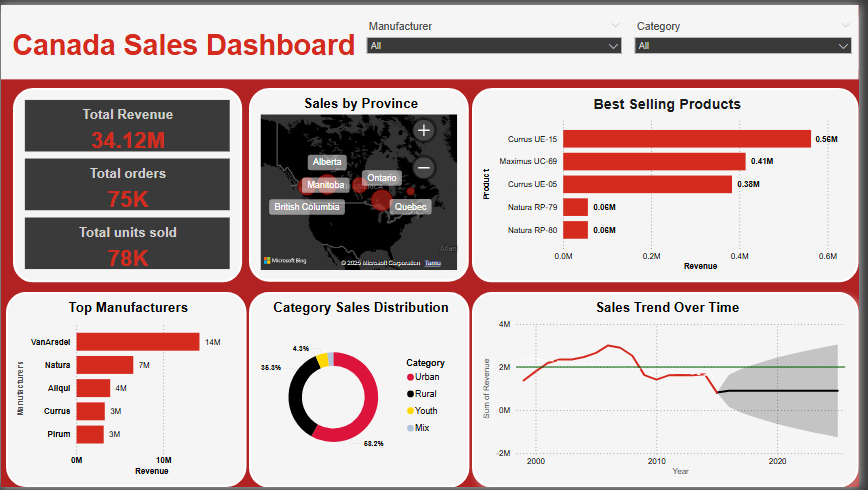 Canada Sales Dashboard
Manufacturer
All
Category
All
Total Revenue
34.12M
Total orders
75K
Total units sold
78K
Sales by Province
Alberta
Manitoba
Ontario
British Columbia
Quebec
Microsoft Bing
© 2025 Microsoft Corporation Terms
Best Selling Products
Product
Currus UE-15
0.56M
Maximus UC-69
0.41M
Currus UE-05
0.38M
Natura RP-79
0.06M
Natura RP-80
0.06M
0.0M 0.2M 0.4M 0.6M
Revenue
Top Manufacturers
Manufacturers
VanArsdel
14M
Natura
7M
Aliqui
4M
Currus
3M
Pirum
3M
0M 10M
Revenue
Category Sales Distribution
4.3%
35.3%
58.2%
Category
Urban
Rural
Youth
Mix
Sales Trend Over Time
Sum of Revenue
4M
2M
0M
-2M
2000 2010 2020
Year